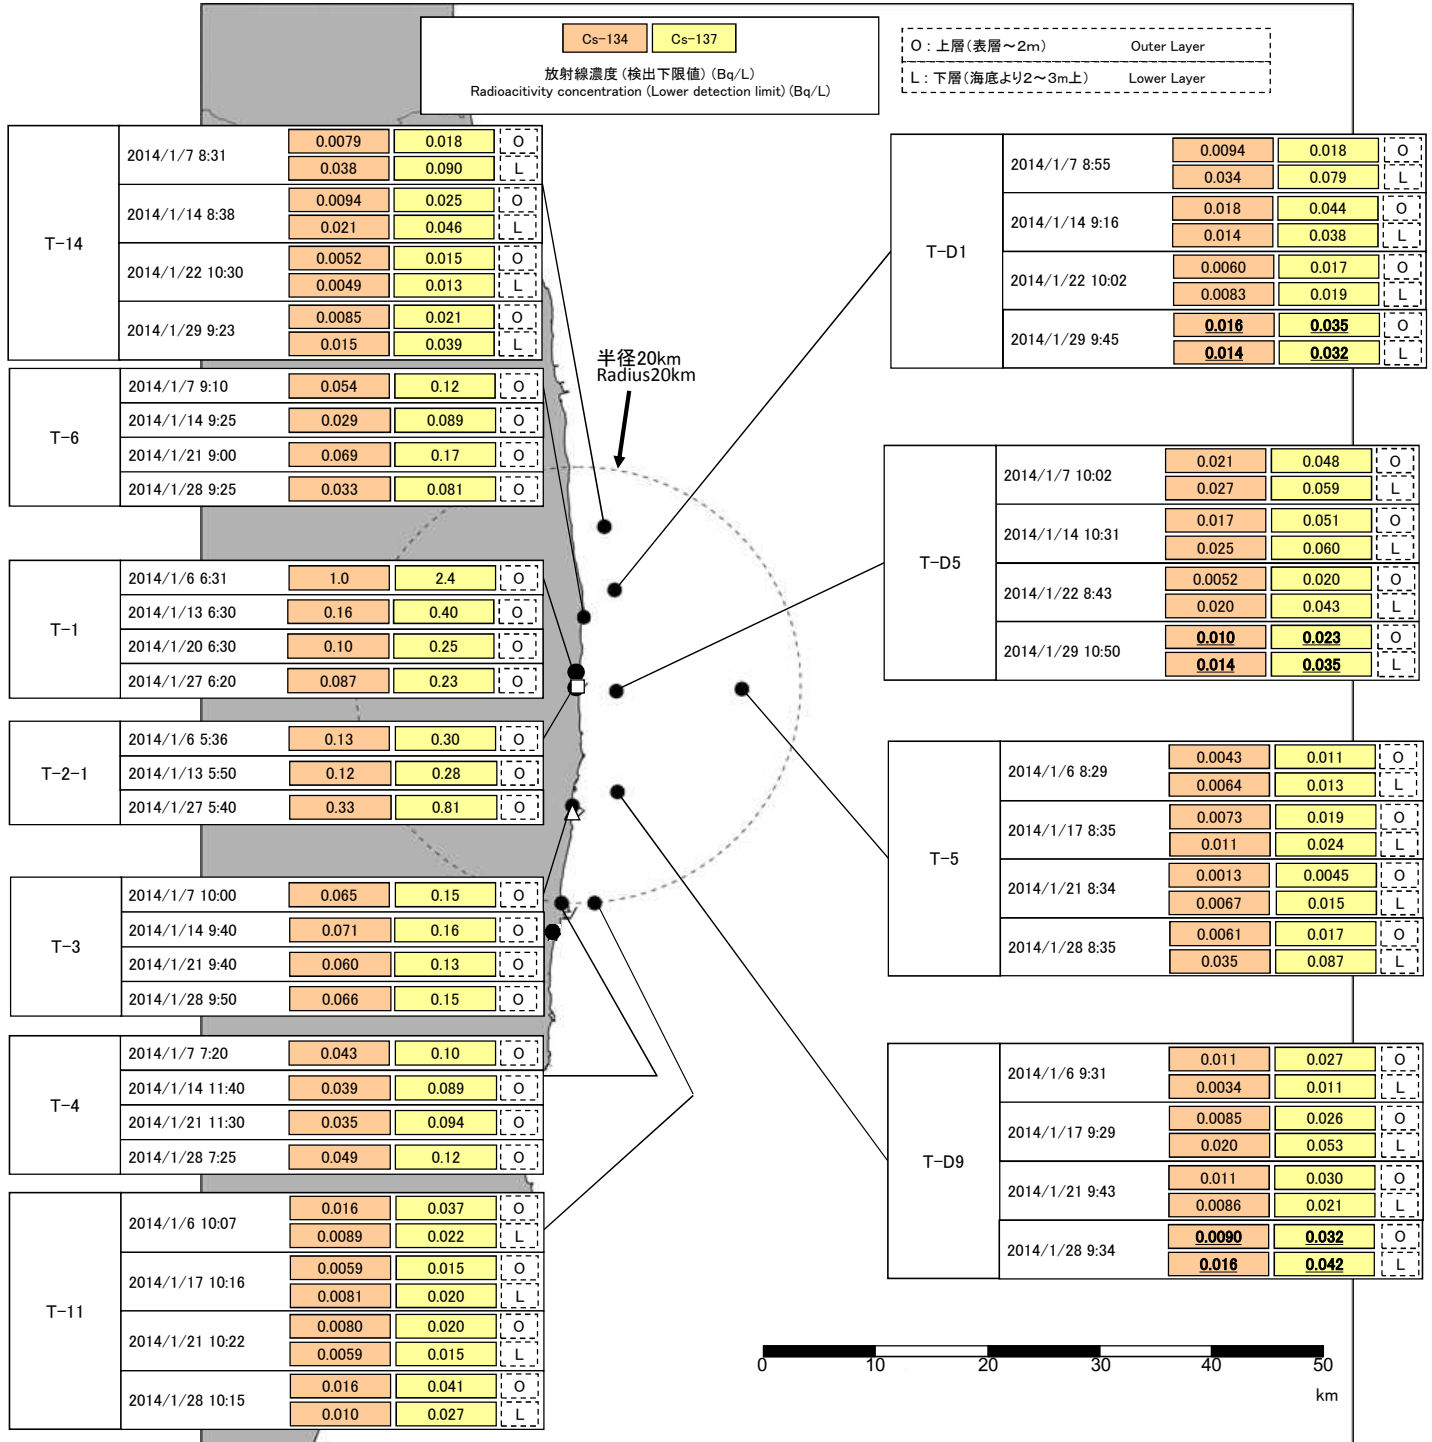 Cs-134 Cs-137
放射線濃度 (検出下限値) (Bq/L)
Radioacitivity concentration (Lower detection limit) (Bq/L)
O : 上層(表層～2m) Outer Layer
L : 下層(海底より2～3m上) Lower Layer
半径20km
Radius20km
T-14
2014/1/7 8:31
0.0079 0.018 O
0.038 0.090 L
2014/1/14 8:38
0.0094 0.025 O
0.021 0.046 L
2014/1/22 10:30
0.0052 0.015 O
0.0049 0.013 L
2014/1/29 9:23
0.0085 0.021 O
0.015 0.039 L
T-6
2014/1/7 9:10 0.054 0.12 O
2014/1/14 9:25 0.029 0.089 O
2014/1/21 9:00 0.069 0.17 O
2014/1/28 9:25 0.033 0.081 O
T-1
2014/1/6 6:31 1.0 2.4 O
2014/1/13 6:30 0.16 0.40 O
2014/1/20 6:30 0.10 0.25 O
2014/1/27 6:20 0.087 0.23 O
T-2-1
2014/1/6 5:36 0.13 0.30 O
2014/1/13 5:50 0.12 0.28 O
2014/1/27 5:40 0.33 0.81 O
T-3
2014/1/7 10:00 0.065 0.15 O
2014/1/14 9:40 0.071 0.16 O
2014/1/21 9:40 0.060 0.13 O
2014/1/28 9:50 0.066 0.15 O
T-4
2014/1/7 7:20 0.043 0.10 O
2014/1/14 11:40 0.039 0.089 O
2014/1/21 11:30 0.035 0.094 O
2014/1/28 7:25 0.049 0.12 O
T-11
2014/1/6 10:07
0.016 0.037 O
0.0089 0.022 L
2014/1/17 10:16
0.0059 0.015 O
0.0081 0.020 L
2014/1/21 10:22
0.0080 0.020 O
0.0059 0.015 L
2014/1/28 10:15
0.016 0.041 O
0.010 0.027 L
T-D1
2014/1/7 8:55
0.0094 0.018 O
0.034 0.079 L
2014/1/14 9:16
0.018 0.044 O
0.014 0.038 L
2014/1/22 10:02
0.0060 0.017 O
0.0083 0.019 L
2014/1/29 9:45
0.016 0.035 O
0.014 0.032 L
T-D5
2014/1/7 10:02
0.021 0.048 O
0.027 0.059 L
2014/1/14 10:31
0.017 0.051 O
0.025 0.060 L
2014/1/22 8:43
0.0052 0.020 O
0.020 0.043 L
2014/1/29 10:50
0.010 0.023 O
0.014 0.035 L
T-5
2014/1/6 8:29
0.0043 0.011 O
0.0064 0.013 L
2014/1/17 8:35
0.0073 0.019 O
0.011 0.024 L
2014/1/21 8:34
0.0013 0.0045 O
0.0067 0.015 L
2014/1/28 8:35
0.0061 0.017 O
0.035 0.087 L
T-D9
2014/1/6 9:31
0.011 0.027 O
0.0034 0.011 L
2014/1/17 9:29
0.0085 0.026 O
0.020 0.053 L
2014/1/21 9:43
0.011 0.030 O
0.0086 0.021 L
2014/1/28 9:34
0.0090 0.032 O
0.016 0.042 L
0 10 20 30 40 50
km